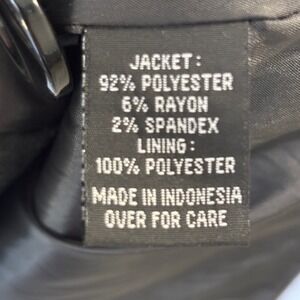 JACKET:
92% POLYESTER
6% RAYON
2% SPANDEX
LINING:
100% POLYESTER
MADE IN INDONESIA
OVER FOR CARE